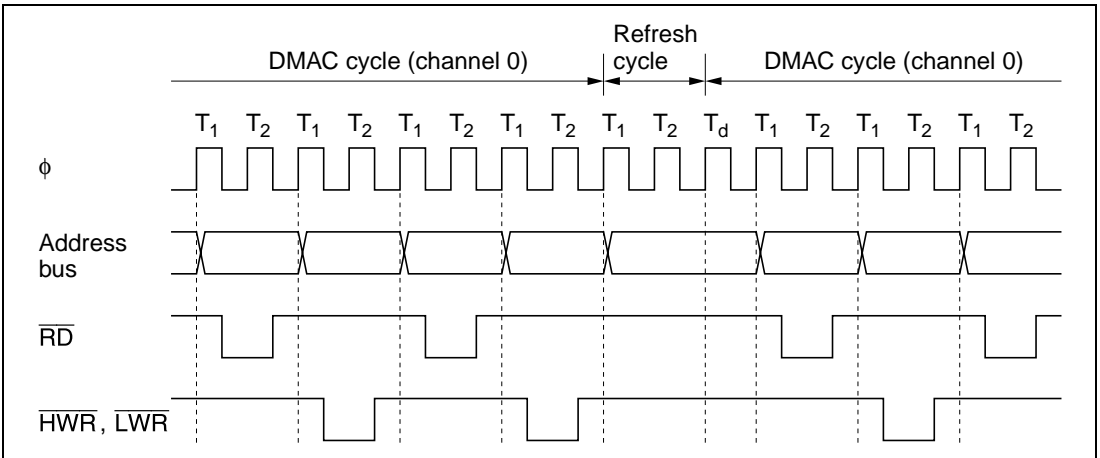 Refresh
DMAC cycle (channel 0) cycle DMAC cycle (channel 0)
T1 T2 T1 T2 T1 T2 T1 T2 T1 T2 Td T1 T2 T1 T2 T1 T2
φ
Address
bus
RD
HWR, LWR